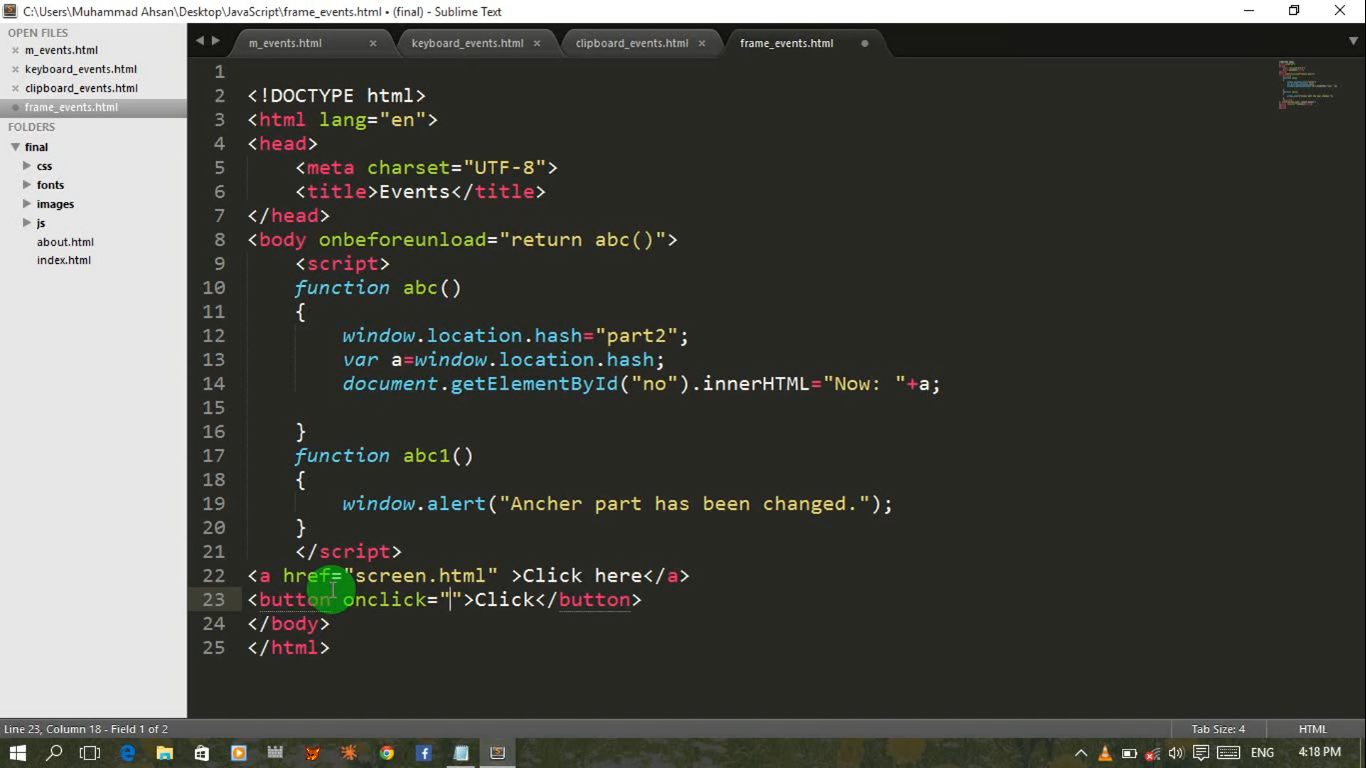 C:\Users\Muhammad Ahsan\Desktop\JavaScript\frame_events.html • (final) - Sublime Text
OPEN FILES
m_events.html
keyboard_events.html
clipboard_events.html
frame_events.html
FOLDERS
final
css
fonts
images
js
about.html
index.html
m_events.html keyboard_events.html clipboard_events.html frame_events.html
1
2 <!DOCTYPE html>
3 <html lang="en">
4 <head>
5 <meta charset="UTF-8">
6 <title>Events</title>
7 </head>
8 <body onbeforeunload="return abc()">
9 <script>
10 function abc()
11 {
12 window.location.hash="part2";
13 var a=window.location.hash;
14 document.getElementById("no").innerHTML="Now: "+a;
15
16 }
17 function abc1()
18 {
19 window.alert("Ancher part has been changed.");
20 }
21 </script>
22 <a href="screen.html" >Click here</a>
23 <button onclick="">Click</button>
24 </body>
25 </html>
Line 23, Column 18 - Field 1 of 2 Tab Size: 4 HTML
ENG 4:18 PM